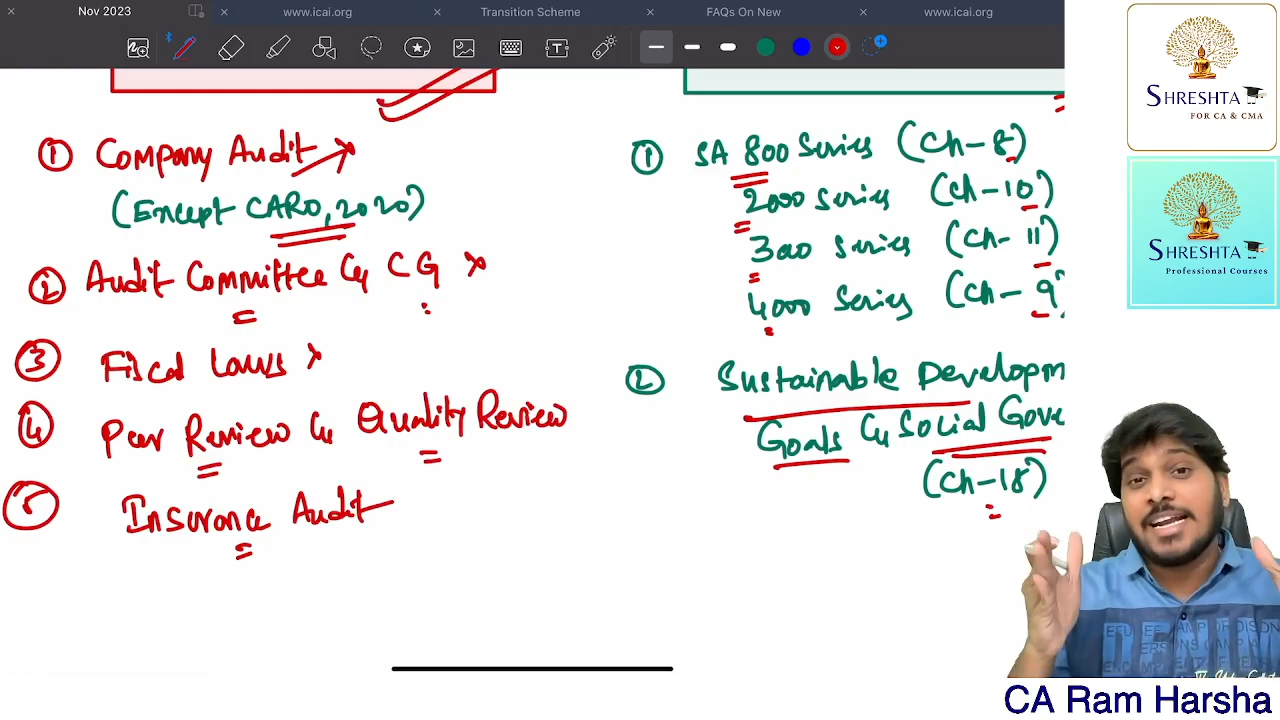 Nov 2023
www.icai.org
Transition Scheme
FAQs On New
www.icai.org
① Company Audit
(Except CARO, 2020)
② Audit Committee & CG
③ Fiscal Laws
④ Peer Review & Quality Review
⑤ Insurance Audit
① SA 800 Series (Ch-8)
2000 Series (Ch-10)
3000 Series (Ch-11)
4000 Series (Ch-9)
② Sustainable Developm
Goals & Social Gove
(Ch-18)
SHRESHTA
FOR CA & CMA
SHRESHTA
Professional Courses
CA Ram Harsha